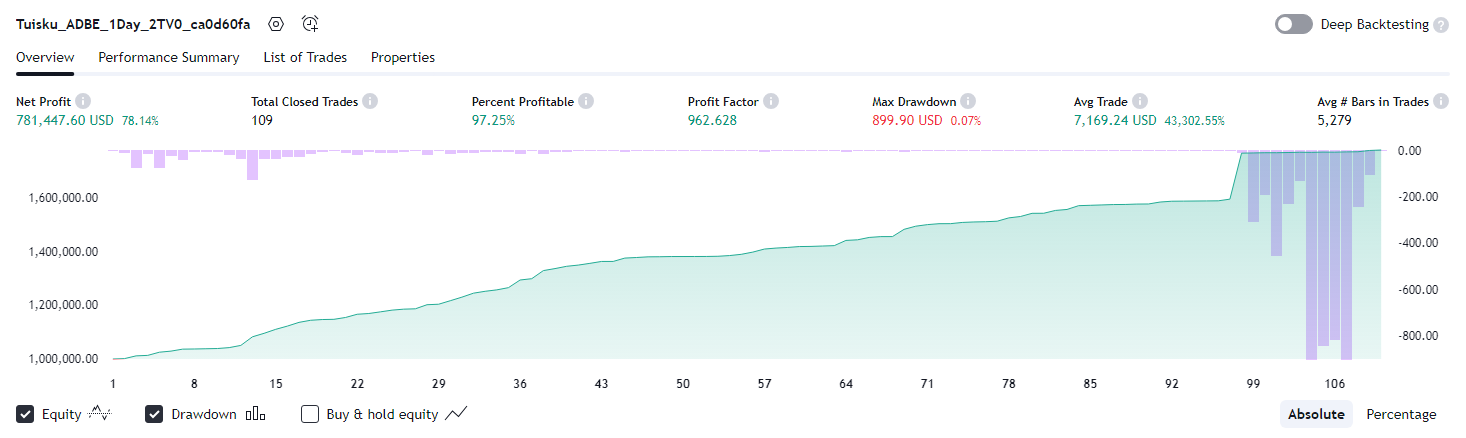 Tuisku_ADBE_1Day_2TV0_ca0d60fa Deep Backtesting ?
Overview Performance Summary List of Trades Properties
Net Profit i Total Closed Trades i Percent Profitable i Profit Factor i Max Drawdown i Avg Trade i Avg # Bars in Trades i
781,447.60 USD 78.14% 109 97.25% 962.628 899.90 USD 0.07% 7,169.24 USD 43,302.55% 5,279
0.00
1,600,000.00 -200.00
1,400,000.00 -400.00
1,200,000.00 -600.00
1,000,000.00 -800.00
1 8 15 22 29 36 43 50 57 64 71 78 85 92 99 106
Equity Drawdown Buy & hold equity Absolute Percentage